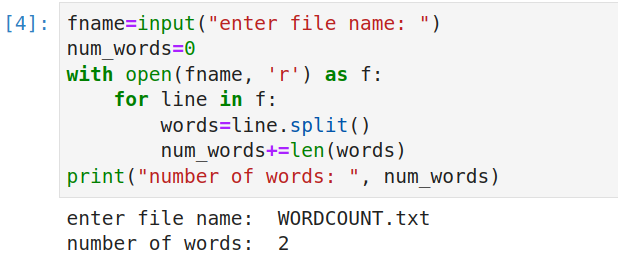 [4]: fname=input("enter file name: ")
num_words=0
with open(fname, 'r') as f:
    for line in f:
        words=line.split()
        num_words+=len(words)
print("number of words: ", num_words)
enter file name:  WORDCOUNT.txt
number of words:  2